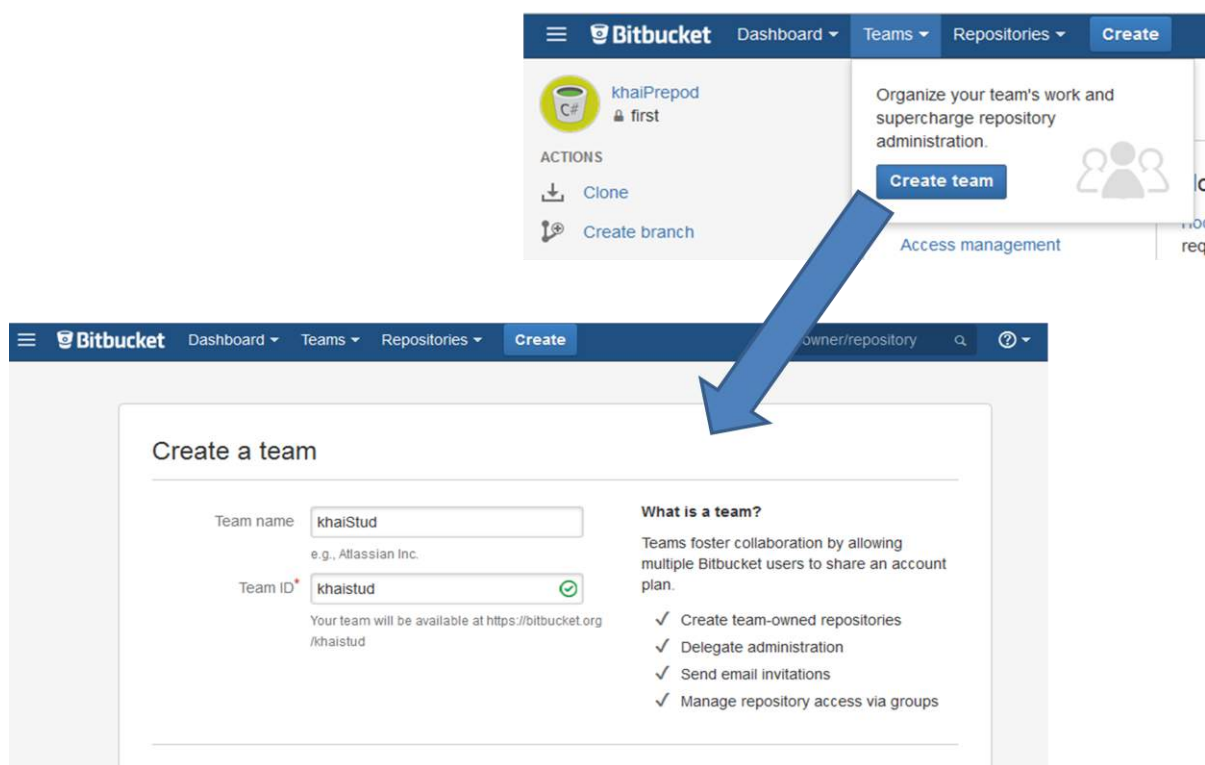 Bitbucket Dashboard Teams Repositories Create
khaiPrepod
first
C#
ACTIONS
Clone
Create branch
Organize your team's work and
supercharge repository
administration.
Create team
Access management
req
Bitbucket Dashboard Teams Repositories Create owner/repository
Create a team
Team name khaiStud
e.g., Atlassian Inc.
Team ID* khaistud
Your team will be available at https://bitbucket.org
/khaistud
What is a team?
Teams foster collaboration by allowing
multiple Bitbucket users to share an account
plan.
✓ Create team-owned repositories
✓ Delegate administration
✓ Send email invitations
✓ Manage repository access via groups